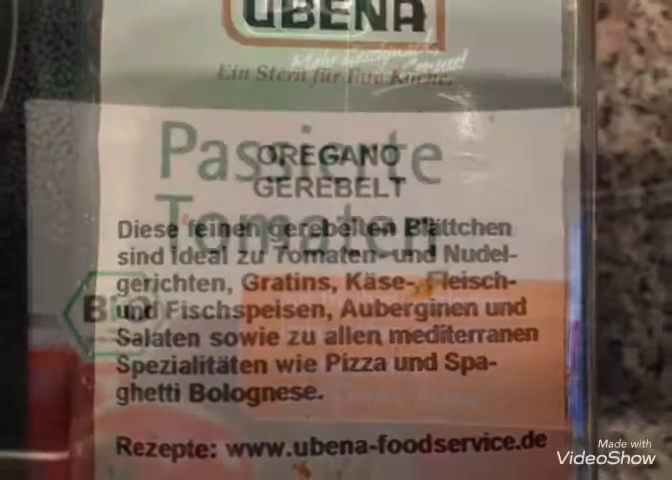 UBENA
Mehr Geschmack!
Genuss!
Ein Stern für Ihre Küche.
Passierte
Tomaten
OREGANO
GEREBELT
Diese feinen gerebelten Blättchen
sind ideal zu Tomaten- und Nudel-
gerichten, Gratins, Käse-, Fleisch-
und Fischspeisen, Auberginen und
Salaten sowie zu allen mediterranen
Spezialitäten wie Pizza und Spa-
ghetti Bolognese.
Bio
Rezepte: www.ubena-foodservice.de
Made with
VideoShow